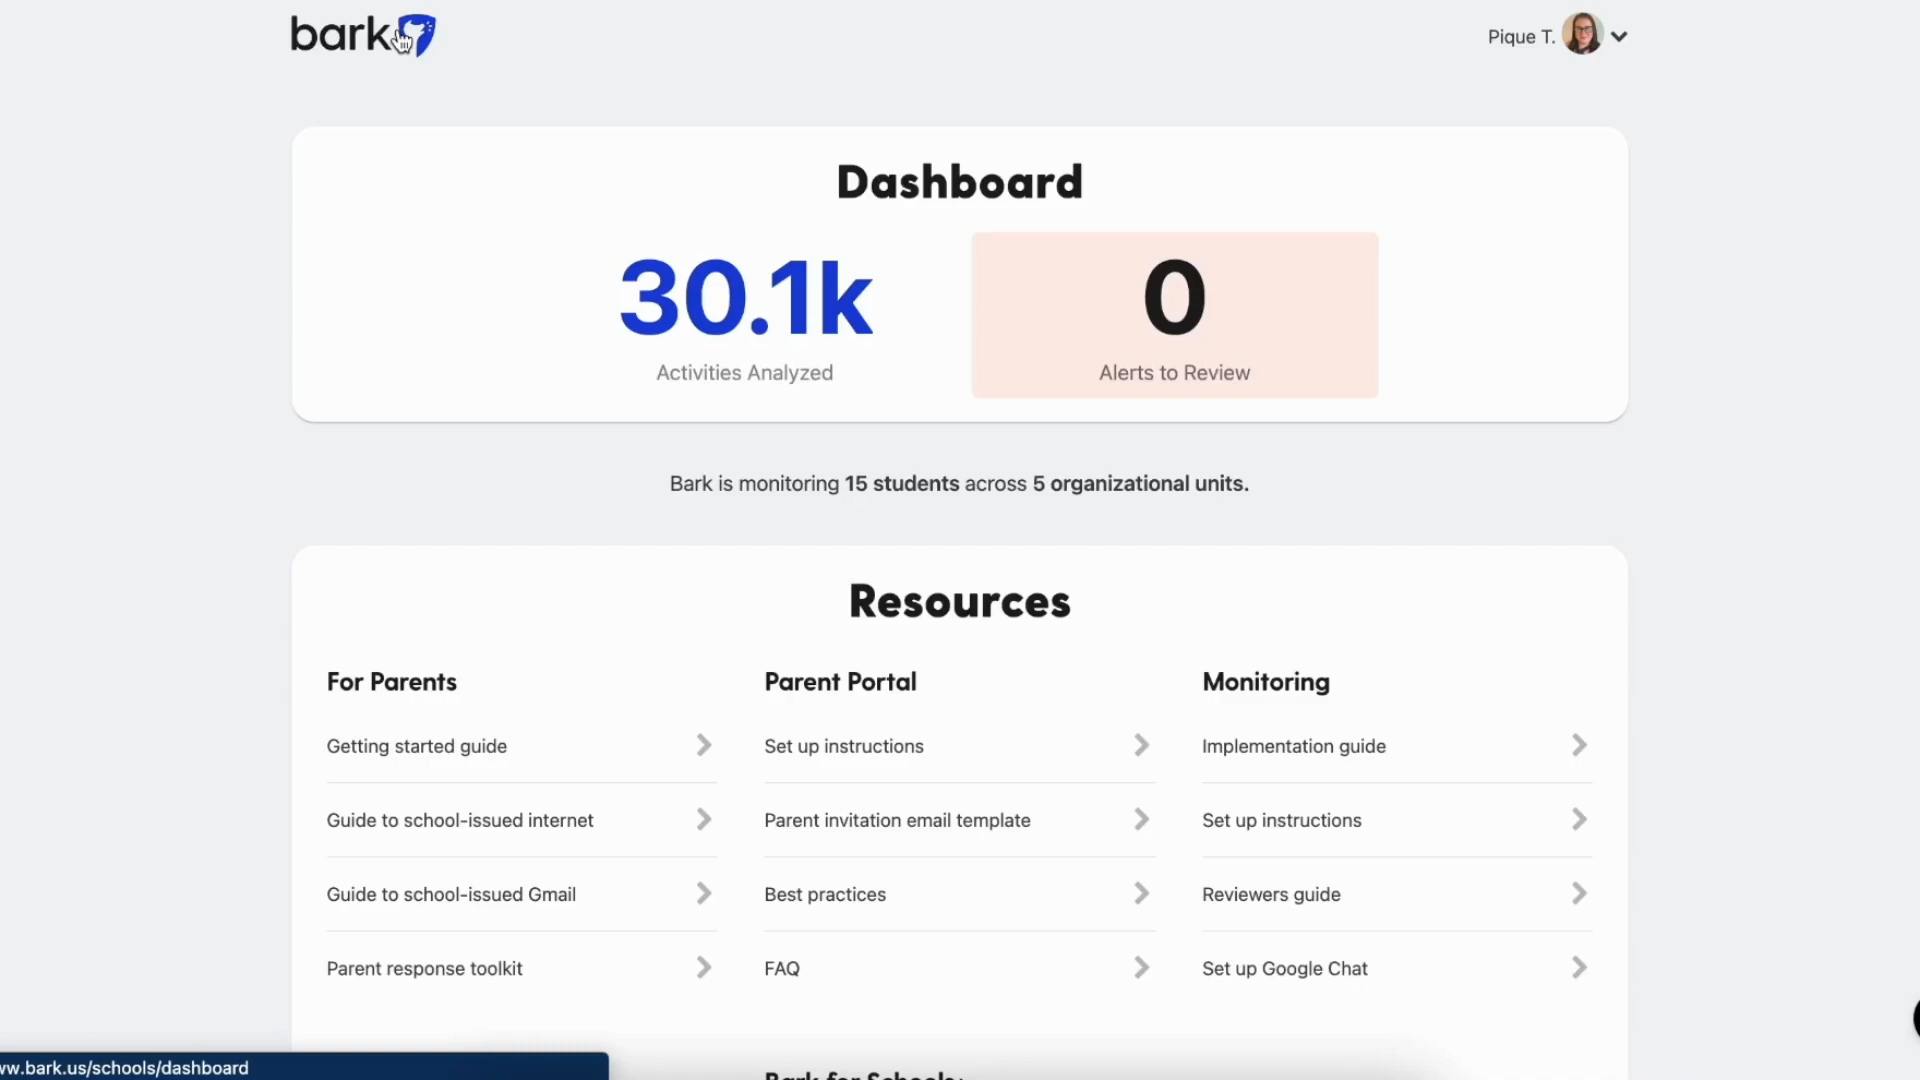 bark
Pique T.
Dashboard
30.1k
Activities Analyzed
0
Alerts to Review
Bark is monitoring 15 students across 5 organizational units.
Resources
For Parents
Getting started guide
Guide to school-issued internet
Guide to school-issued Gmail
Parent response toolkit
Parent Portal
Set up instructions
Parent invitation email template
Best practices
FAQ
Monitoring
Implementation guide
Set up instructions
Reviewers guide
Set up Google Chat
Bark for Schools+
ww.bark.us/schools/dashboard